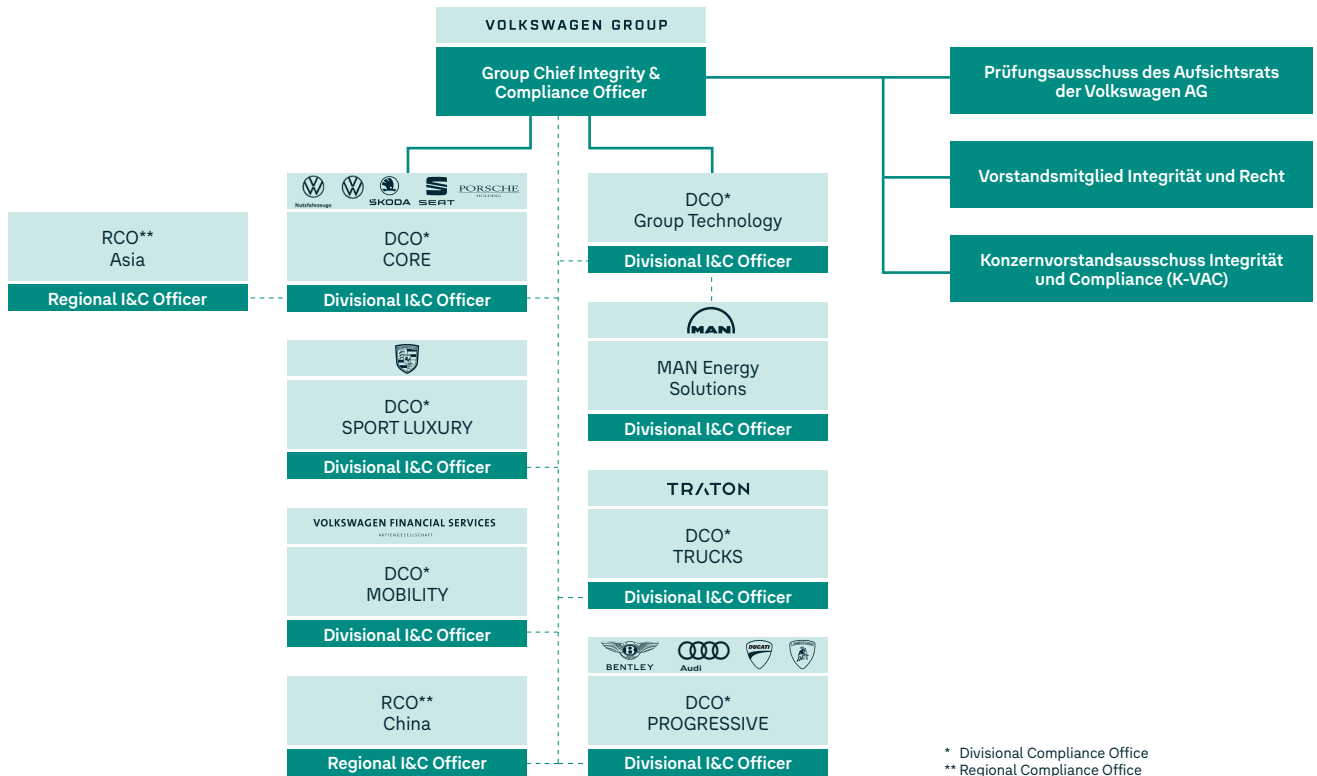 VOLKSWAGEN GROUP
Group Chief Integrity &
Compliance Officer
Prüfungsausschuss des Aufsichtsrats
der Volkswagen AG
Vorstandsmitglied Integrität und Recht
Konzernvorstandsausschuss Integrität
und Compliance (K-VAC)
RCO**
Asia
Regional I&C Officer
Nutzfahrzeuge
ŠKODA
SEAT
PORSCHE
HOLDING
DCO*
CORE
Divisional I&C Officer
DCO*
Group Technology
Divisional I&C Officer
MAN
MAN Energy
Solutions
Divisional I&C Officer
DCO*
SPORT LUXURY
Divisional I&C Officer
TRATON
DCO*
TRUCKS
Divisional I&C Officer
VOLKSWAGEN FINANCIAL SERVICES
AKTIENGESELLSCHAFT
DCO*
MOBILITY
Divisional I&C Officer
BENTLEY
Audi
DUCATI
DCO*
PROGRESSIVE
Divisional I&C Officer
RCO**
China
Regional I&C Officer
* Divisional Compliance Office
** Regional Compliance Office